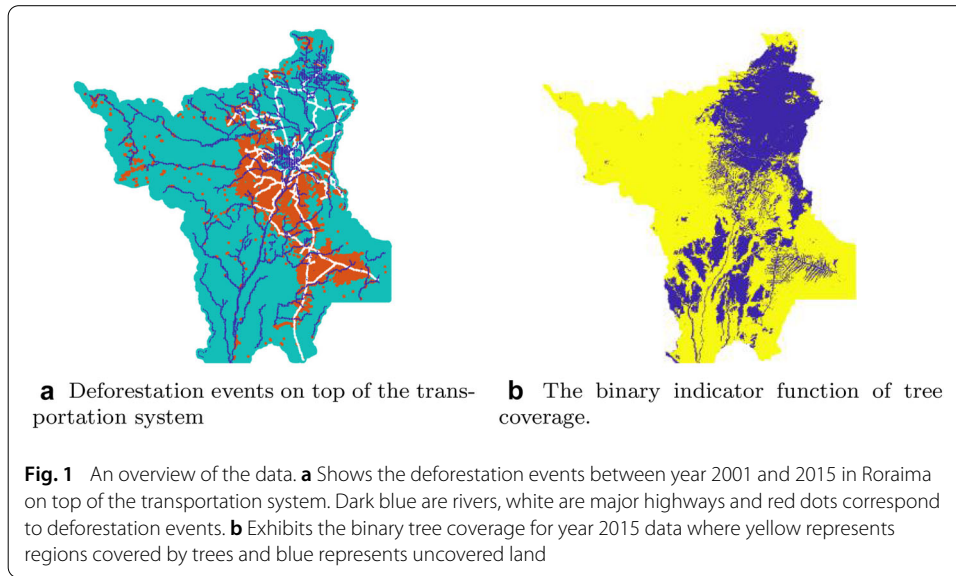 a Deforestation events on top of the trans-
portation system
b The binary indicator function of tree
coverage.
Fig. 1 An overview of the data. a Shows the deforestation events between year 2001 and 2015 in Roraima
on top of the transportation system. Dark blue are rivers, white are major highways and red dots correspond
to deforestation events. b Exhibits the binary tree coverage for year 2015 data where yellow represents
regions covered by trees and blue represents uncovered land